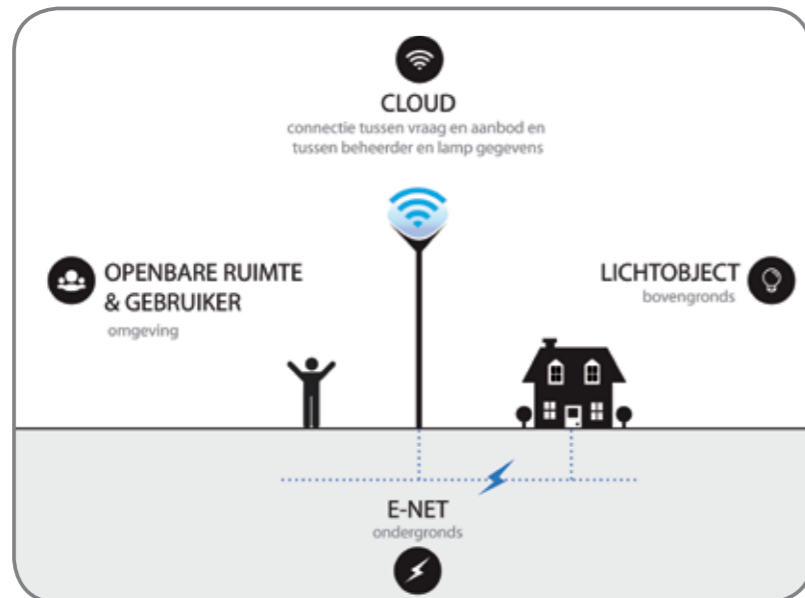 CLOUD
connectie tussen vraag en aanbod en
tussen beheerder en lamp gegevens
OPENBARE RUIMTE
& GEBRUIKER
omgeving
LICHTOBJECT
bovengronds
E-NET
ondergronds